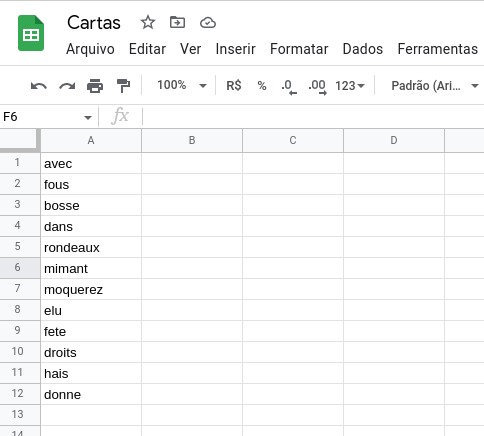 Cartas
Arquivo Editar Ver Inserir Formatar Dados Ferramentas
100% R$ % .0 .00 123 Padrão (Ari...
F6 fx
A B C D
1 avec
2 fous
3 bosse
4 dans
5 rondeaux
6 mimant
7 moquerez
8 elu
9 fete
10 droits
11 hais
12 donne
13
14